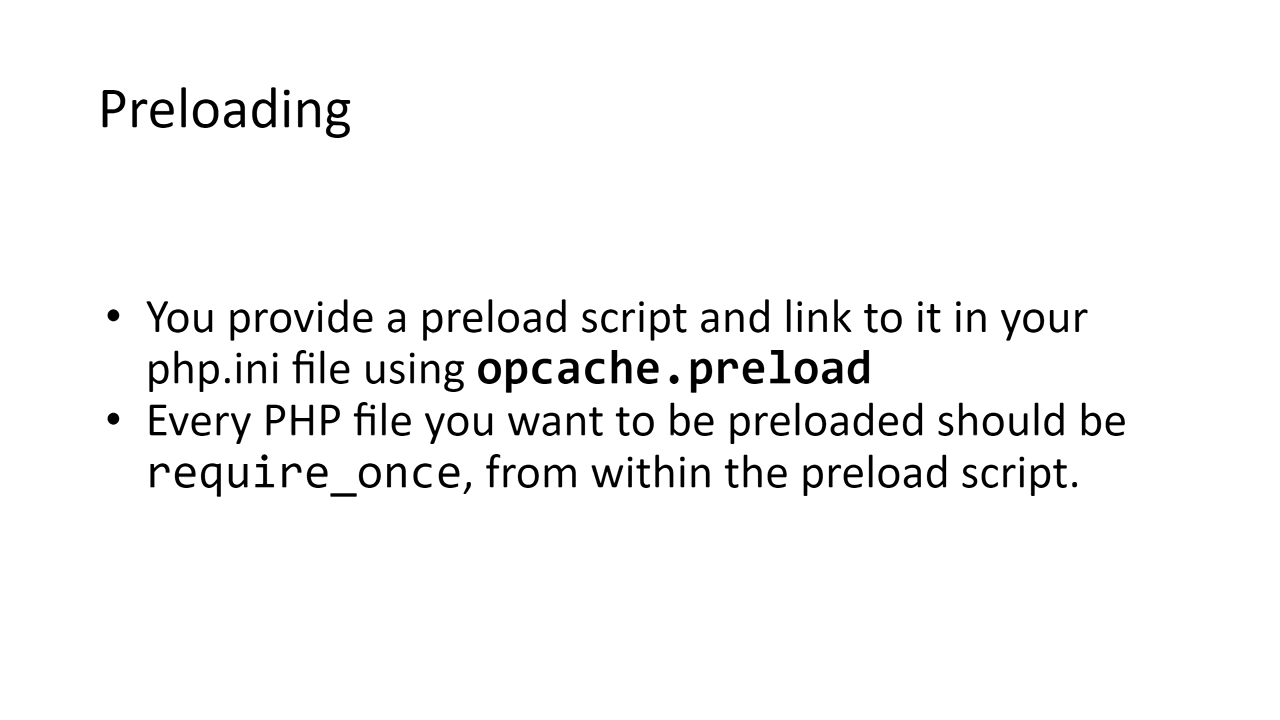 Preloading
• You provide a preload script and link to it in your
php.ini file using opcache.preload
• Every PHP file you want to be preloaded should be
require_once, from within the preload script.